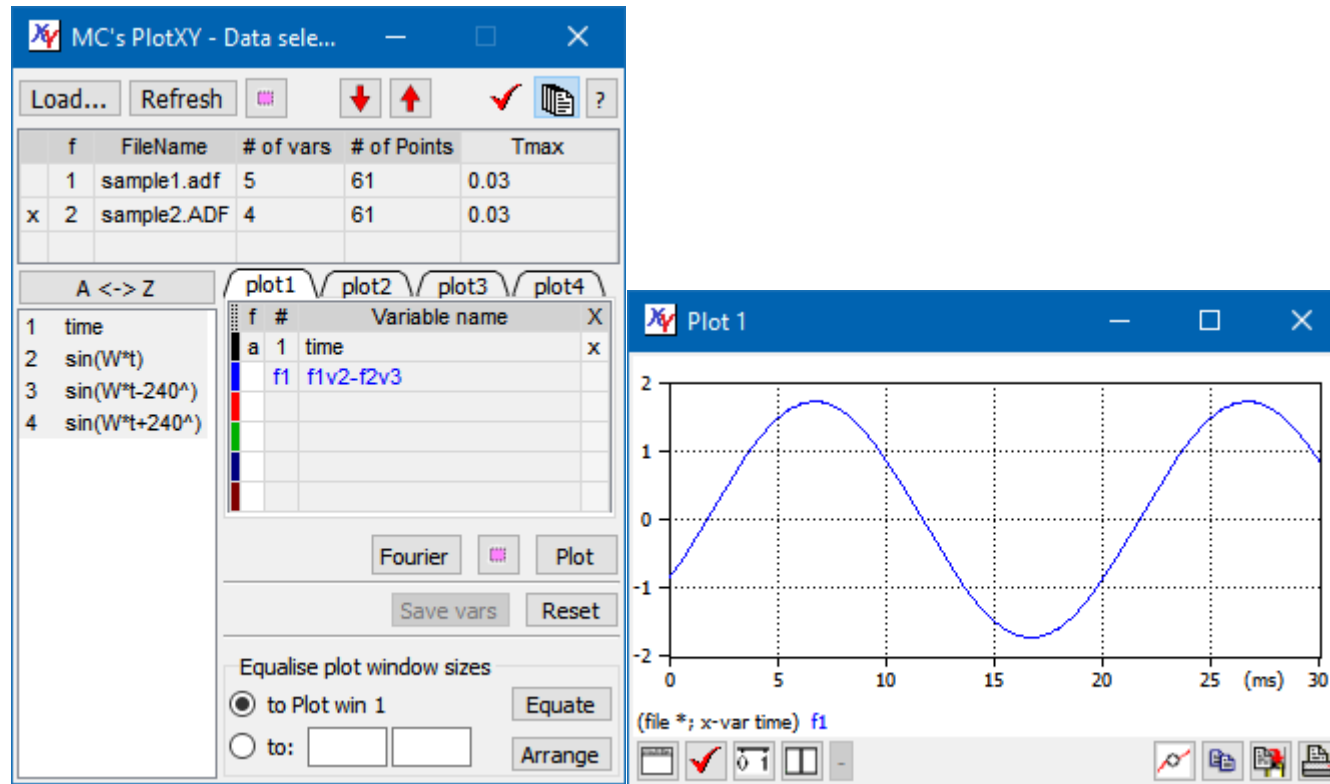 MC's PlotXY - Data sele...
Load... Refresh ?
f FileName # of vars # of Points Tmax
1 sample1.adf 5 61 0.03
x 2 sample2.ADF 4 61 0.03
A <-> Z
plot1 plot2 plot3 plot4
1 time
2 sin(W*t)
3 sin(W*t-240^)
4 sin(W*t+240^)
f # Variable name X
a 1 time x
f1 f1v2-f2v3
Fourier Plot
Save vars Reset
Equalise plot window sizes
to Plot win 1 Equate
to: Arrange
XY Plot 1
2
1
0
-1
-2
0 5 10 15 20 25 (ms) 30
(file *; x-var time) f1
0 1